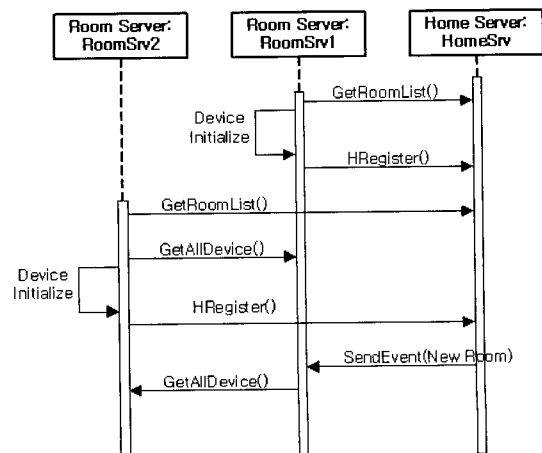 Room Server:
RoomSrv2
Room Server:
RoomSrv1
Home Server:
HomeSrv
GetRoomList()
Device
Initialize
HRegister()
GetRoomList()
GetAllDevice()
Device
Initialize
HRegister()
SendEvent(New Room)
GetAllDevice()